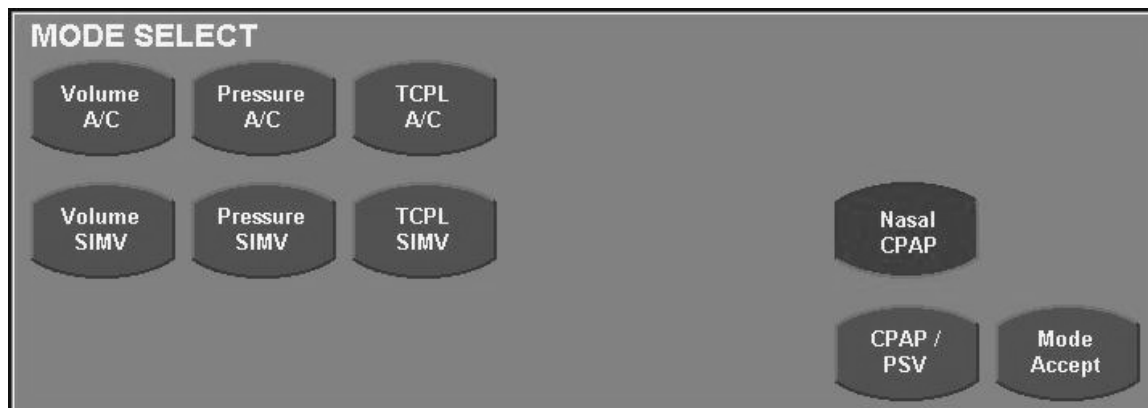 MODE SELECT
Volume
A/C
Pressure
A/C
TCPL
A/C
Volume
SIMV
Pressure
SIMV
TCPL
SIMV
Nasal
CPAP
CPAP /
PSV
Mode
Accept